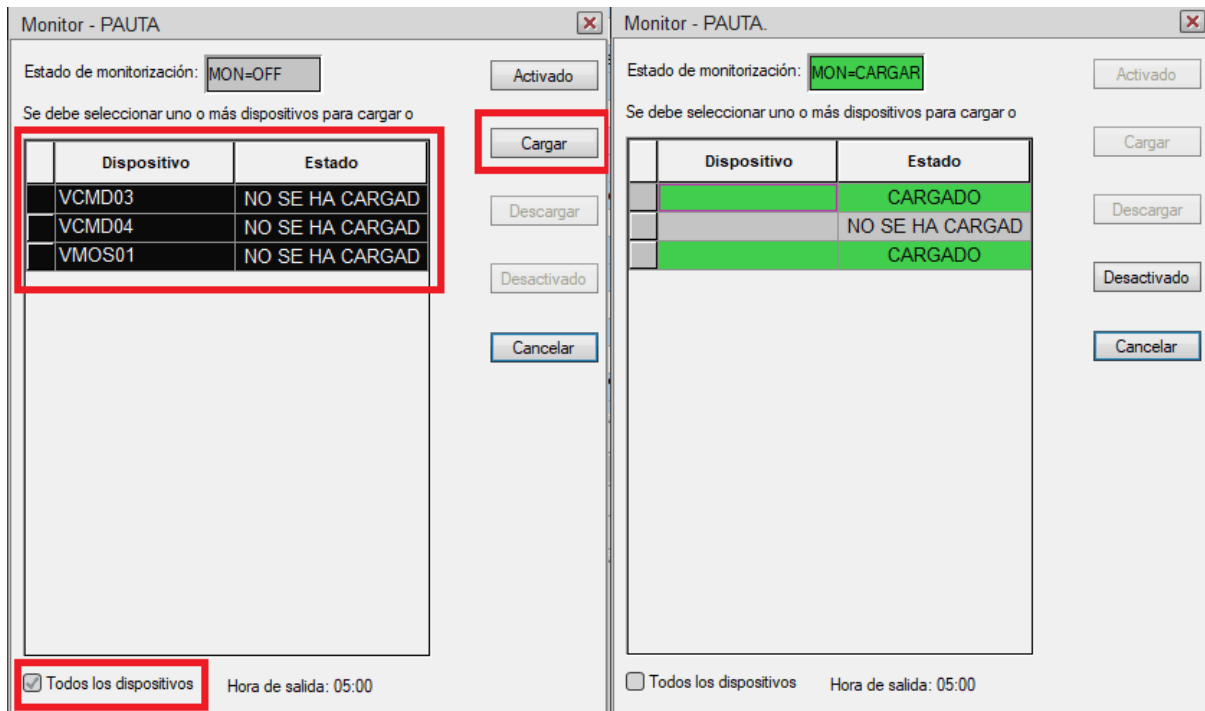 Monitor - PAUTA
Estado de monitorización: MON=OFF
Activado
Se debe seleccionar uno o más dispositivos para cargar o
Cargar
Dispositivo Estado
VCMD03 NO SE HA CARGAD
VCMD04 NO SE HA CARGAD
VMOS01 NO SE HA CARGAD
Descargar
Desactivado
Cancelar
Todos los dispositivos Hora de salida: 05:00
Monitor - PAUTA.
Estado de monitorización: MON=CARGAR
Activado
Se debe seleccionar uno o más dispositivos para cargar o
Cargar
Dispositivo Estado
CARGADO
NO SE HA CARGAD
CARGADO
Descargar
Desactivado
Cancelar
Todos los dispositivos Hora de salida: 05:00